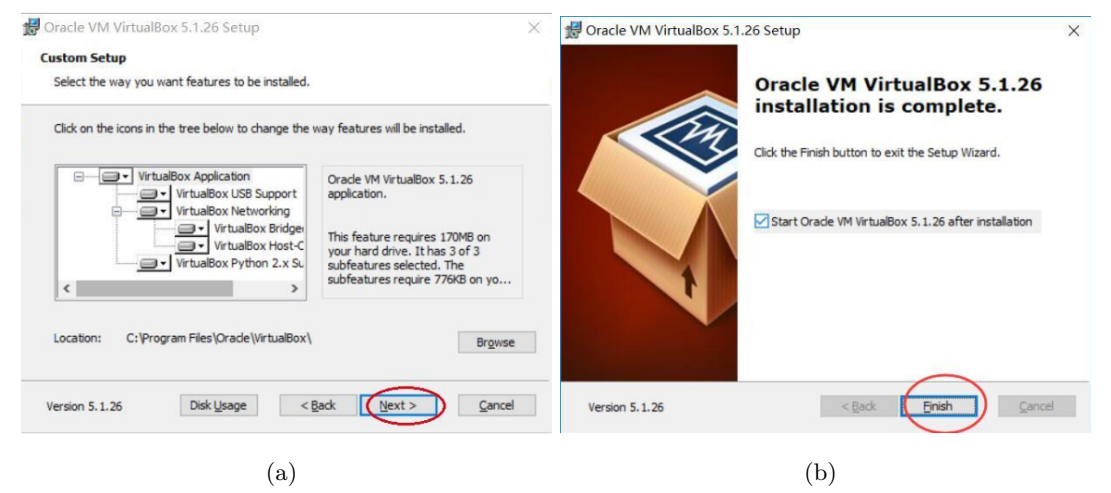 Oracle VM VirtualBox 5.1.26 Setup
Custom Setup
Select the way you want features to be installed.
Click on the icons in the tree below to change the way features will be installed.
VirtualBox Application
VirtualBox USB Support
VirtualBox Networking
VirtualBox Bridge
VirtualBox Host-C
VirtualBox Python 2.x Su
Oracle VM VirtualBox 5.1.26
application.
This feature requires 170MB on
your hard drive. It has 3 of 3
subfeatures selected. The
subfeatures require 776KB on yo...
Location: C:\Program Files\Oracle\VirtualBox\
Browse
Version 5.1.26
Disk Usage
< Back
Next >
Cancel
(a)
Oracle VM VirtualBox 5.1.26 Setup
Oracle VM VirtualBox 5.1.26
installation is complete.
Click the Finish button to exit the Setup Wizard.
Start Oracle VM VirtualBox 5.1.26 after installation
Version 5.1.26
< Back
Finish
Cancel
(b)